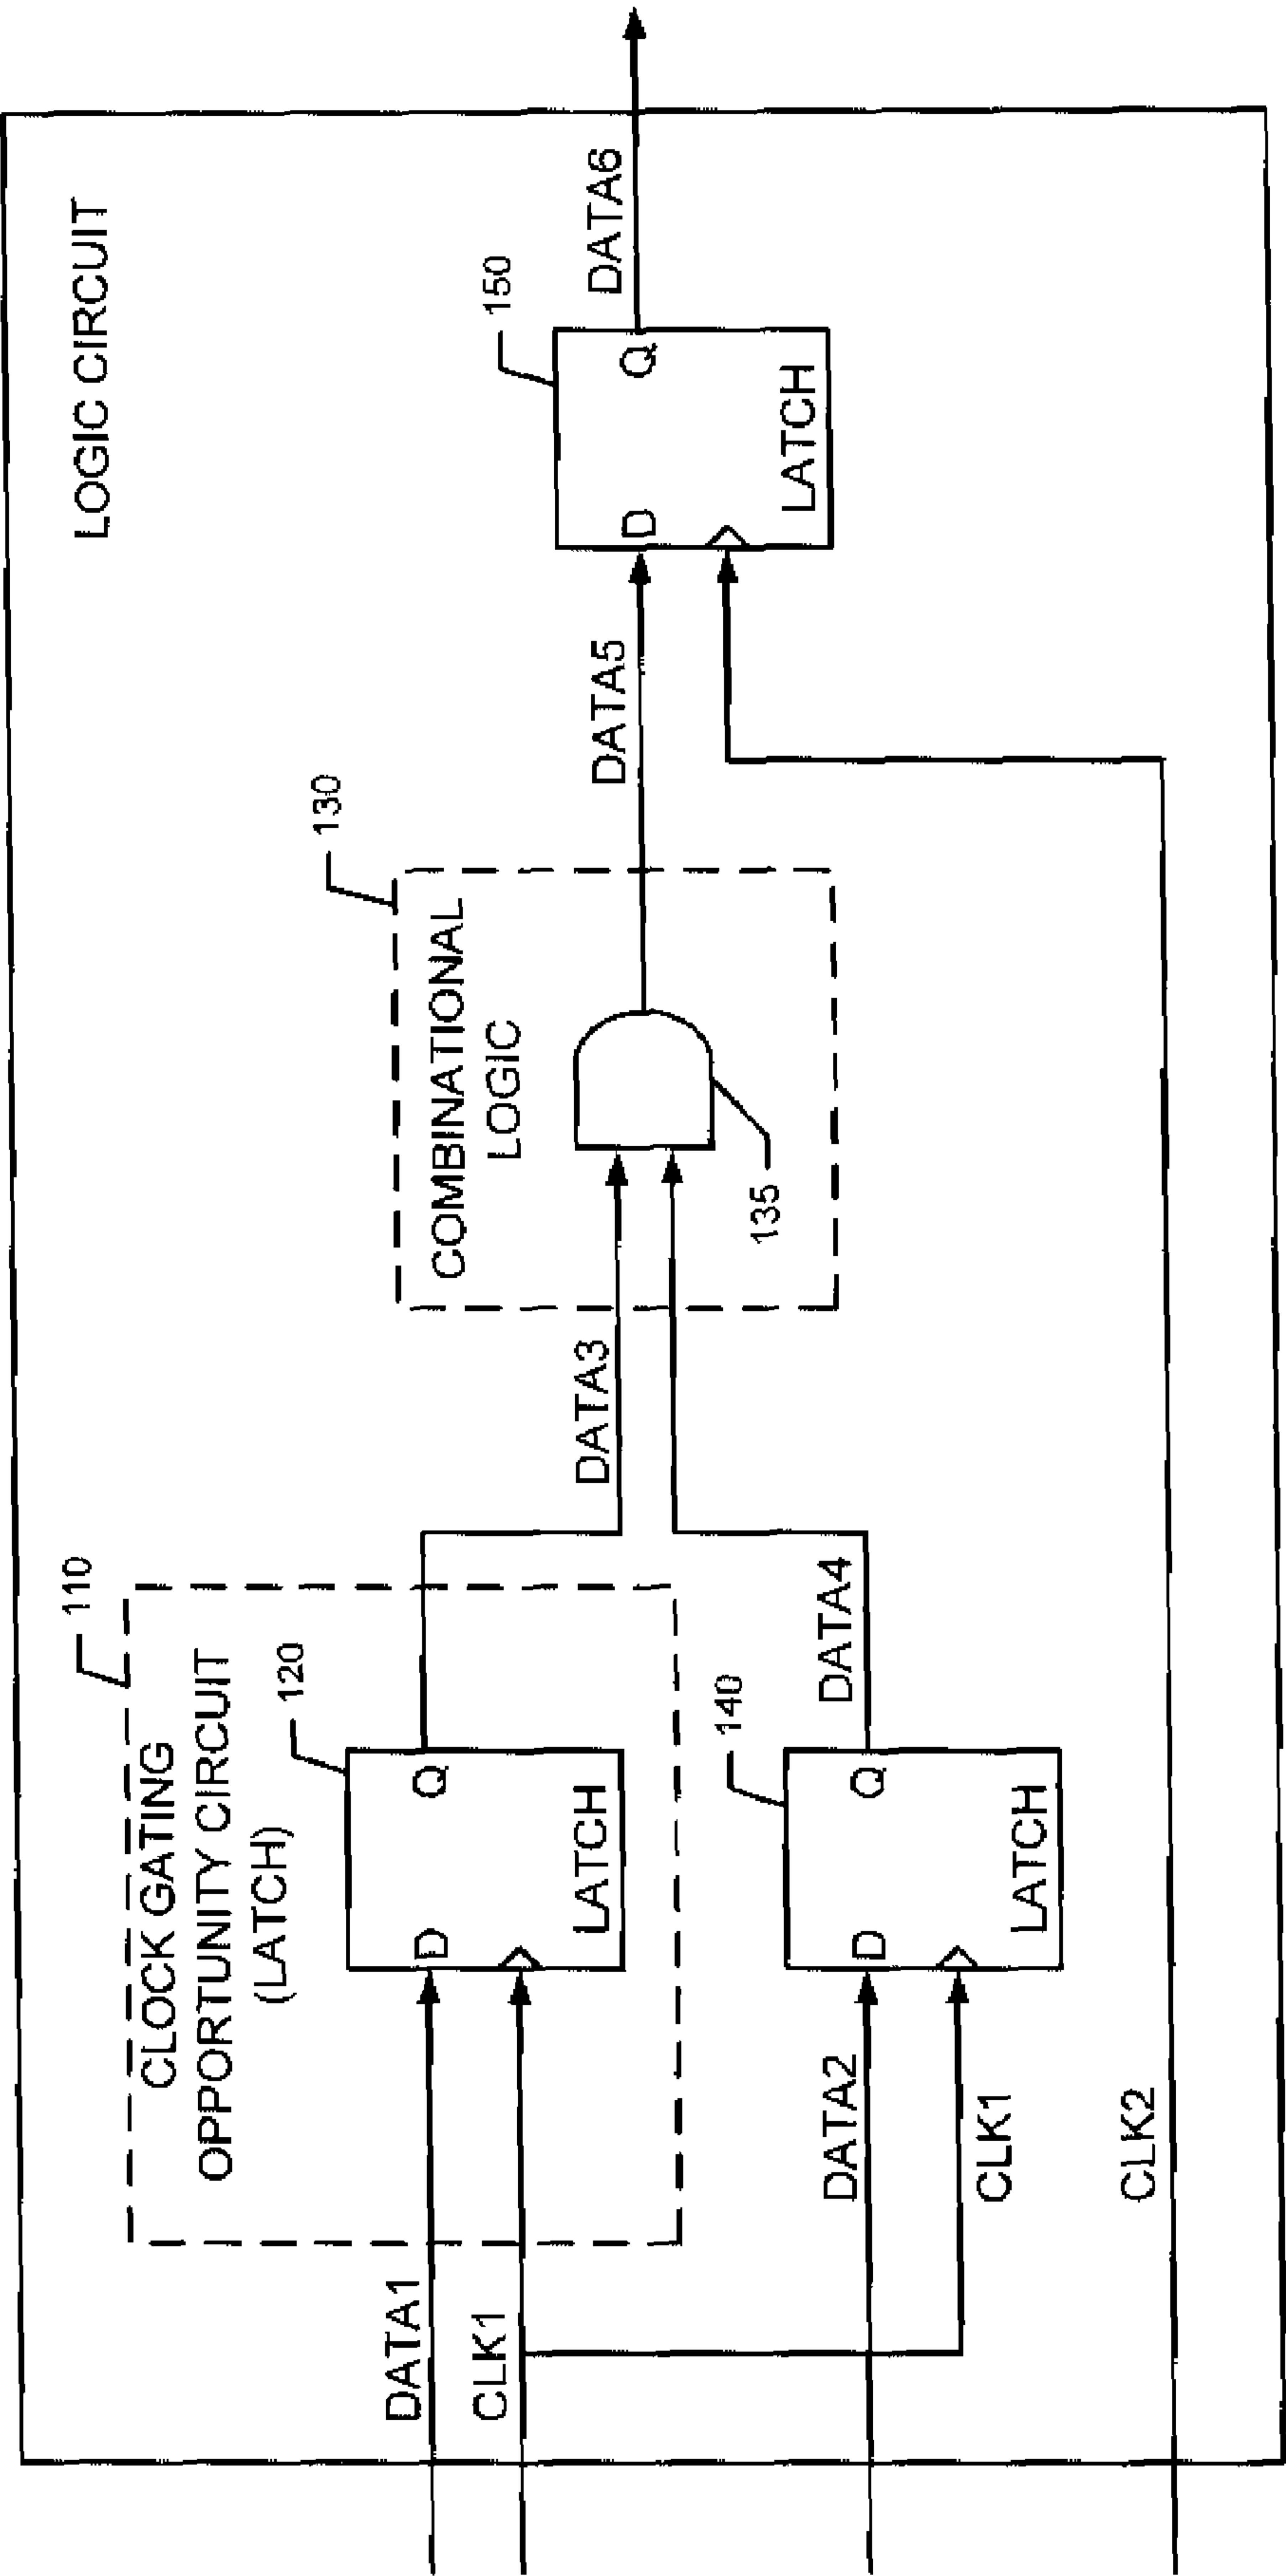 LOGIC CIRCUIT
110
CLOCK GATING
OPPORTUNITY CIRCUIT
(LATCH)
120
DATA1
D
Q
CLK1
LATCH
DATA3
130
COMBINATIONAL
LOGIC
135
DATA5
150
D
Q
LATCH
DATA6
140
DATA2
D
Q
DATA4
CLK1
LATCH
CLK2